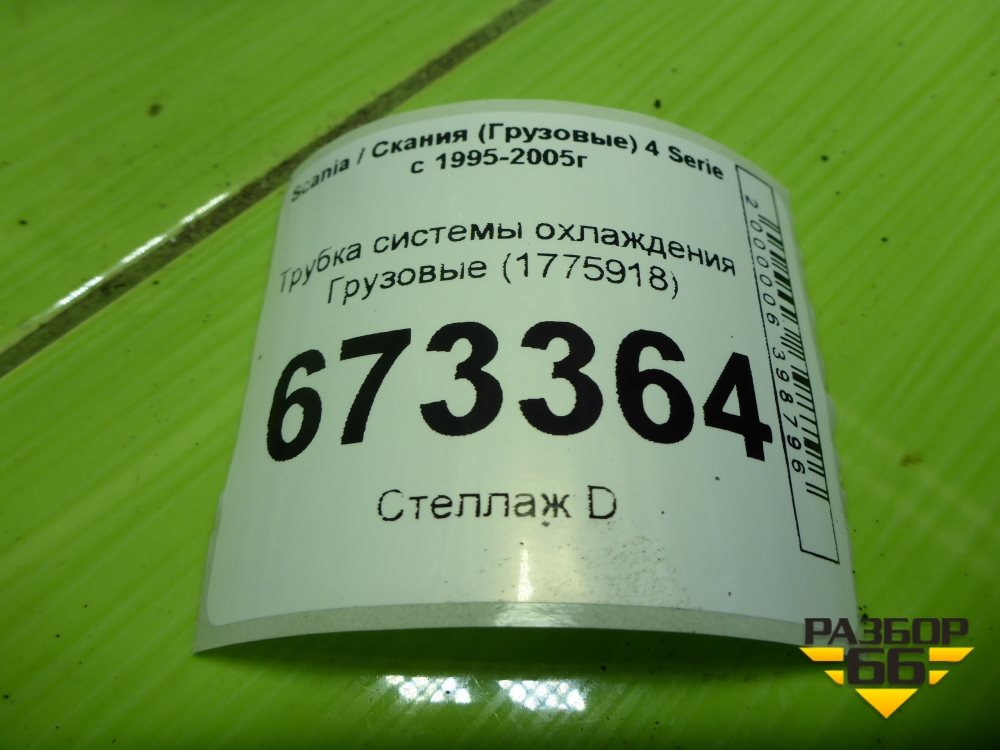 Scania / Скания (Грузовые) 4 Serie
с 1995-2005г
Трубка системы охлаждения
Грузовые (1775918)
673364
Стеллаж D
2000006398796
РАЗБОР
66